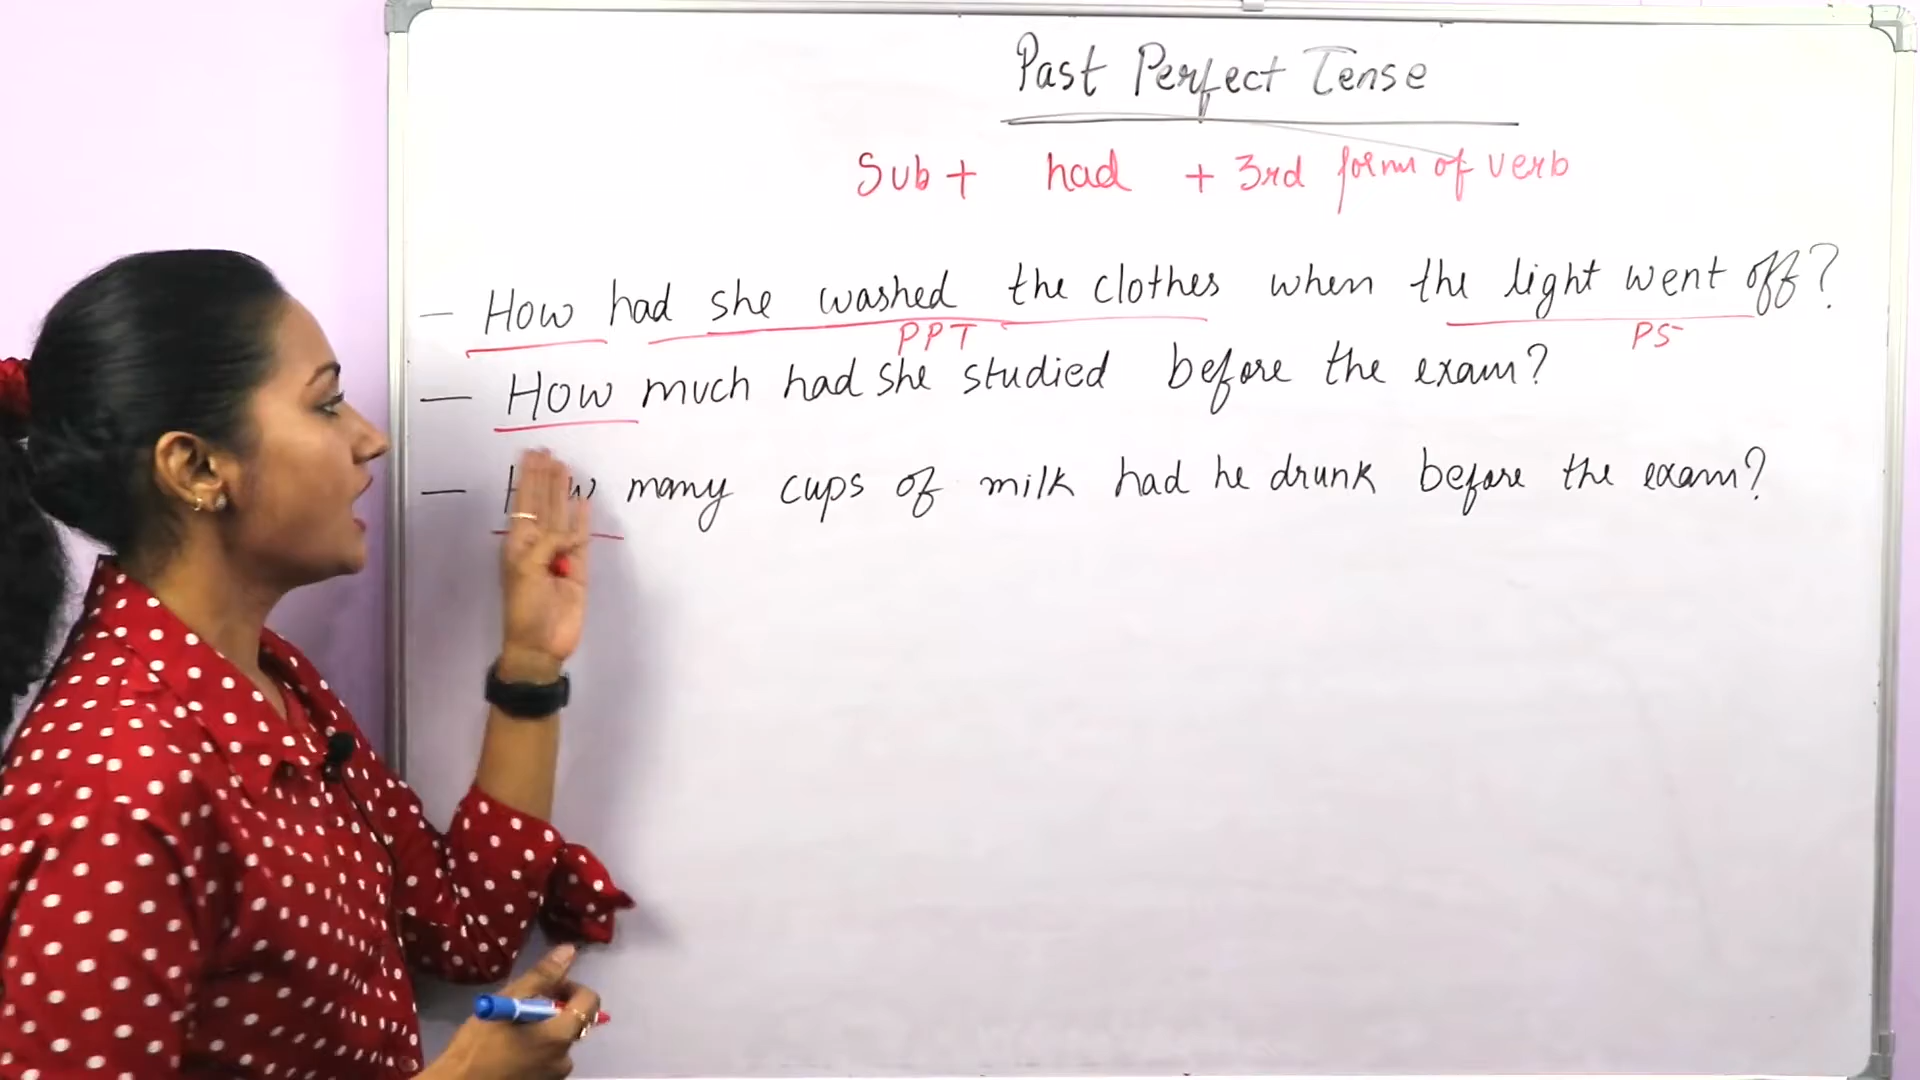 Past Perfect Tense
Sub + had + 3rd form of verb
— How had she washed the clothes when the light went off?
PPT PS
— How much had she studied before the exam?
— How many cups of milk had he drunk before the exam?